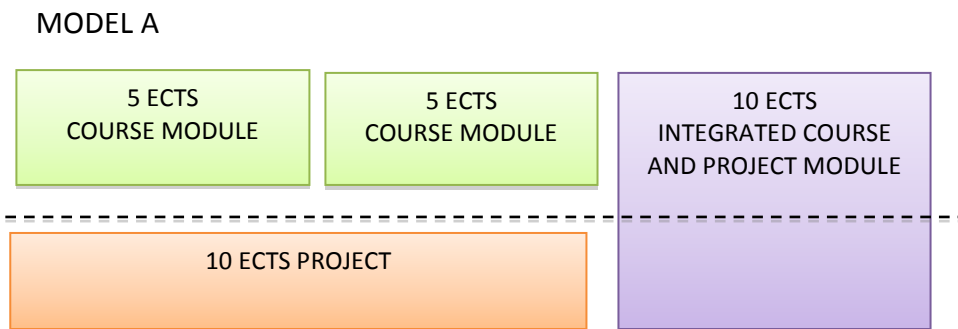 MODEL A
5 ECTS
COURSE MODULE
5 ECTS
COURSE MODULE
10 ECTS
INTEGRATED COURSE
AND PROJECT MODULE
10 ECTS PROJECT